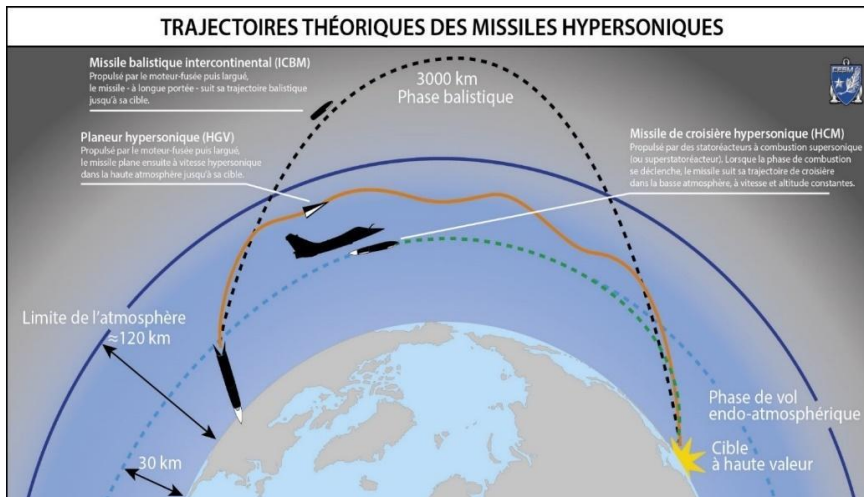 TRAJECTOIRES THÉORIQUES DES MISSILES HYPERSONIQUES
Missile balistique intercontinental (ICBM)
Propulsé par le moteur-fusée puis largué,
le missile - à longue portée - suit sa trajectoire balistique
jusqu'à sa cible.
3000 km
Phase balistique
Planeur hypersonique (HGV)
Propulsé par le moteur-fusée puis largué,
le missile plane ensuite à vitesse hypersonique
dans la haute atmosphère jusqu'à sa cible.
Missile de croisière hypersonique (HCM)
Propulsé par des statoréacteurs à combustion supersonique
(ou superstatoréacteur). Lorsque la phase de combustion
se déclenche, le missile suit sa trajectoire de croisière
dans la basse atmosphère, à vitesse et altitude constantes.
Limite de l'atmosphère
≈120 km
30 km
Phase de vol
endo-atmosphérique
Cible
à haute valeur